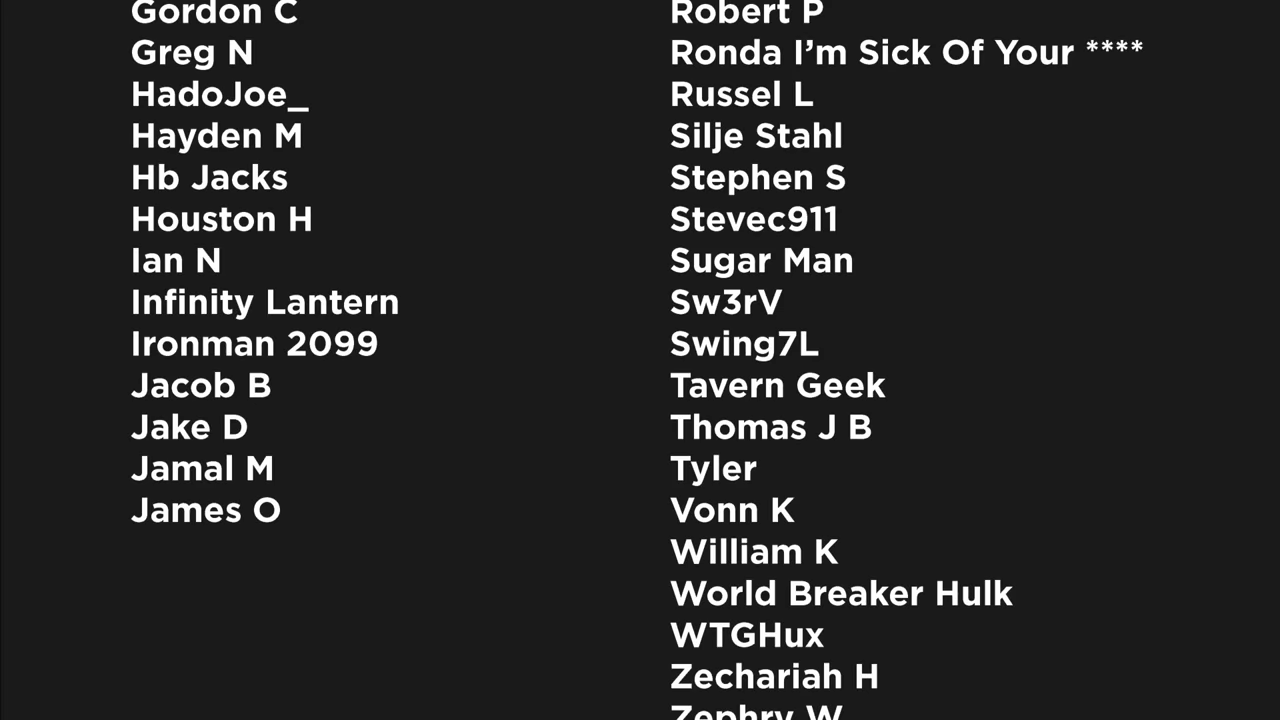 Gordon C
Greg N
HadoJoe_
Hayden M
Hb Jacks
Houston H
Ian N
Infinity Lantern
Ironman 2099
Jacob B
Jake D
Jamal M
James O
Robert P
Ronda I’m Sick Of Your ****
Russel L
Silje Stahl
Stephen S
Stevec911
Sugar Man
Sw3rV
Swing7L
Tavern Geek
Thomas J B
Tyler
Vonn K
William K
World Breaker Hulk
WTGHux
Zechariah H
Zephry W